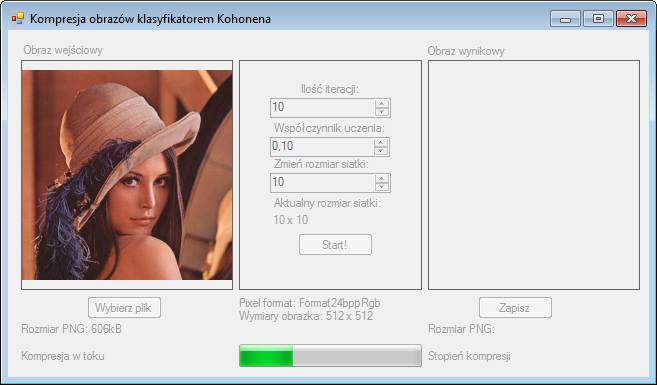 Kompresja obrazów klasyfikatorem Kohonena
Obraz wejściowy
Obraz wynikowy
Ilość iteracji:
10
Współczynnik uczenia:
0,10
Zmień rozmiar siatki:
10
Aktualny rozmiar siatki:
10 x 10
Start!
Wybierz plik
Pixel format: Format24bppRgb
Wymiary obrazka: 512 x 512
Zapisz
Rozmiar PNG: 606kB
Rozmiar PNG:
Kompresja w toku
Stopień kompresji